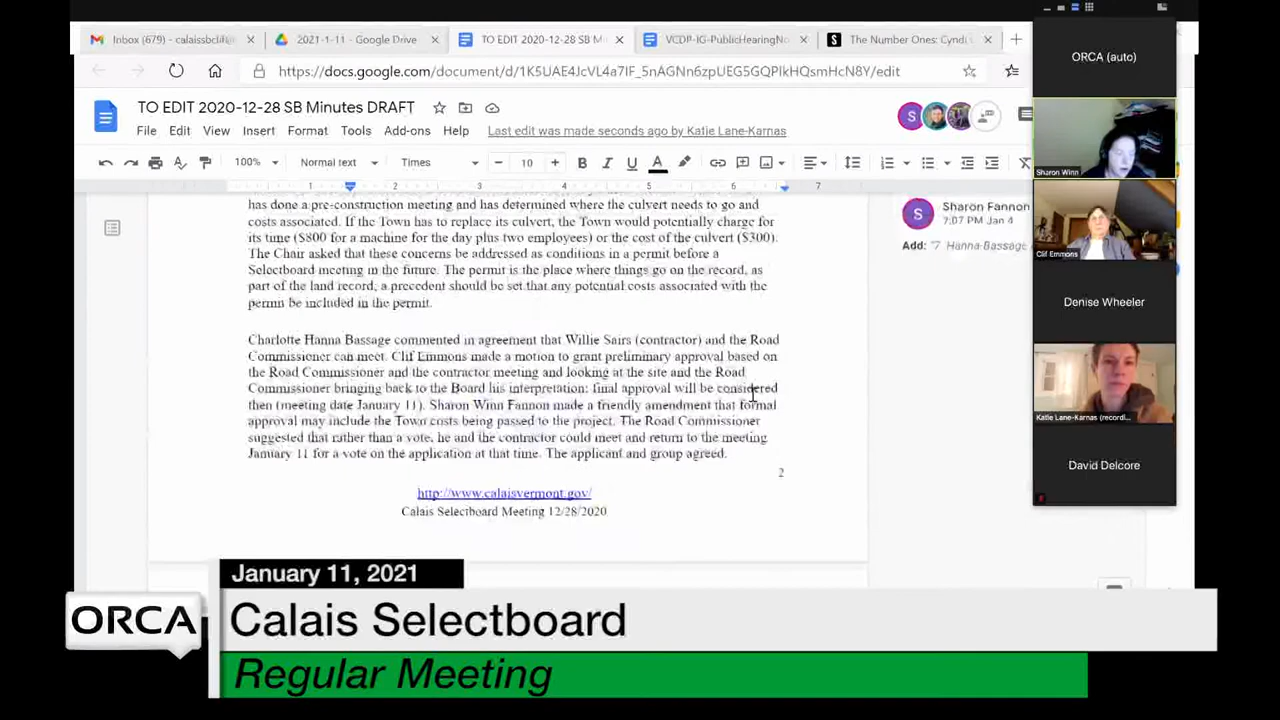 Inbox (679) - calaissbclif@
2021-1-11 - Google Drive
TO EDIT 2020-12-28 SB Mi
VCDP-IG-PublicHearingNo
The Number Ones: Cyndi
https://docs.google.com/document/d/1K5UAE4JcVL4a7IF_5nAGNn6zpUEG5GQPlkHQsmHcN8Y/edit
TO EDIT 2020-12-28 SB Minutes DRAFT
File Edit View Insert Format Tools Add-ons Help Last edit was made seconds ago by Katie Lane-Karnas
100% Normal text Times 10 B I U A
1 2 3 4 5 6 7
has done a pre-construction meeting and has determined where the culvert needs to go and
costs associated. If the Town has to replace its culvert, the Town would potentially charge for
its time ($800 for a machine for the day plus two employees) or the cost of the culvert ($300).
The Chair asked that these concerns be addressed as conditions in a permit before a
Selectboard meeting in the future. The permit is the place where things go on the record, as
part of the land record; a precedent should be set that any potential costs associated with the
permit be included in the permit.
Charlotte Hanna Bassage commented in agreement that Willie Sairs (contractor) and the Road
Commissioner can meet. Clif Emmons made a motion to grant preliminary approval based on
the Road Commissioner and the contractor meeting and looking at the site and the Road
Commissioner bringing back to the Board his interpretation; final approval will be considered
then (meeting date January 11). Sharon Winn Fannon made a friendly amendment that formal
approval may include the Town costs being passed to the project. The Road Commissioner
suggested that rather than a vote, he and the contractor could meet and return to the meeting
January 11 for a vote on the application at that time. The applicant and group agreed.
2
http://www.calaisvermont.gov/
Calais Selectboard Meeting 12/28/2020
S
Sharon Fannon
7:07 PM Jan 4
Add: "/ Hanna-Bassage
ORCA (auto)
Sharon Winn
Clif Emmons
Denise Wheeler
Katie Lane-Karnas (recordi...
David Delcore
January 11, 2021
ORCA
Calais Selectboard
Regular Meeting